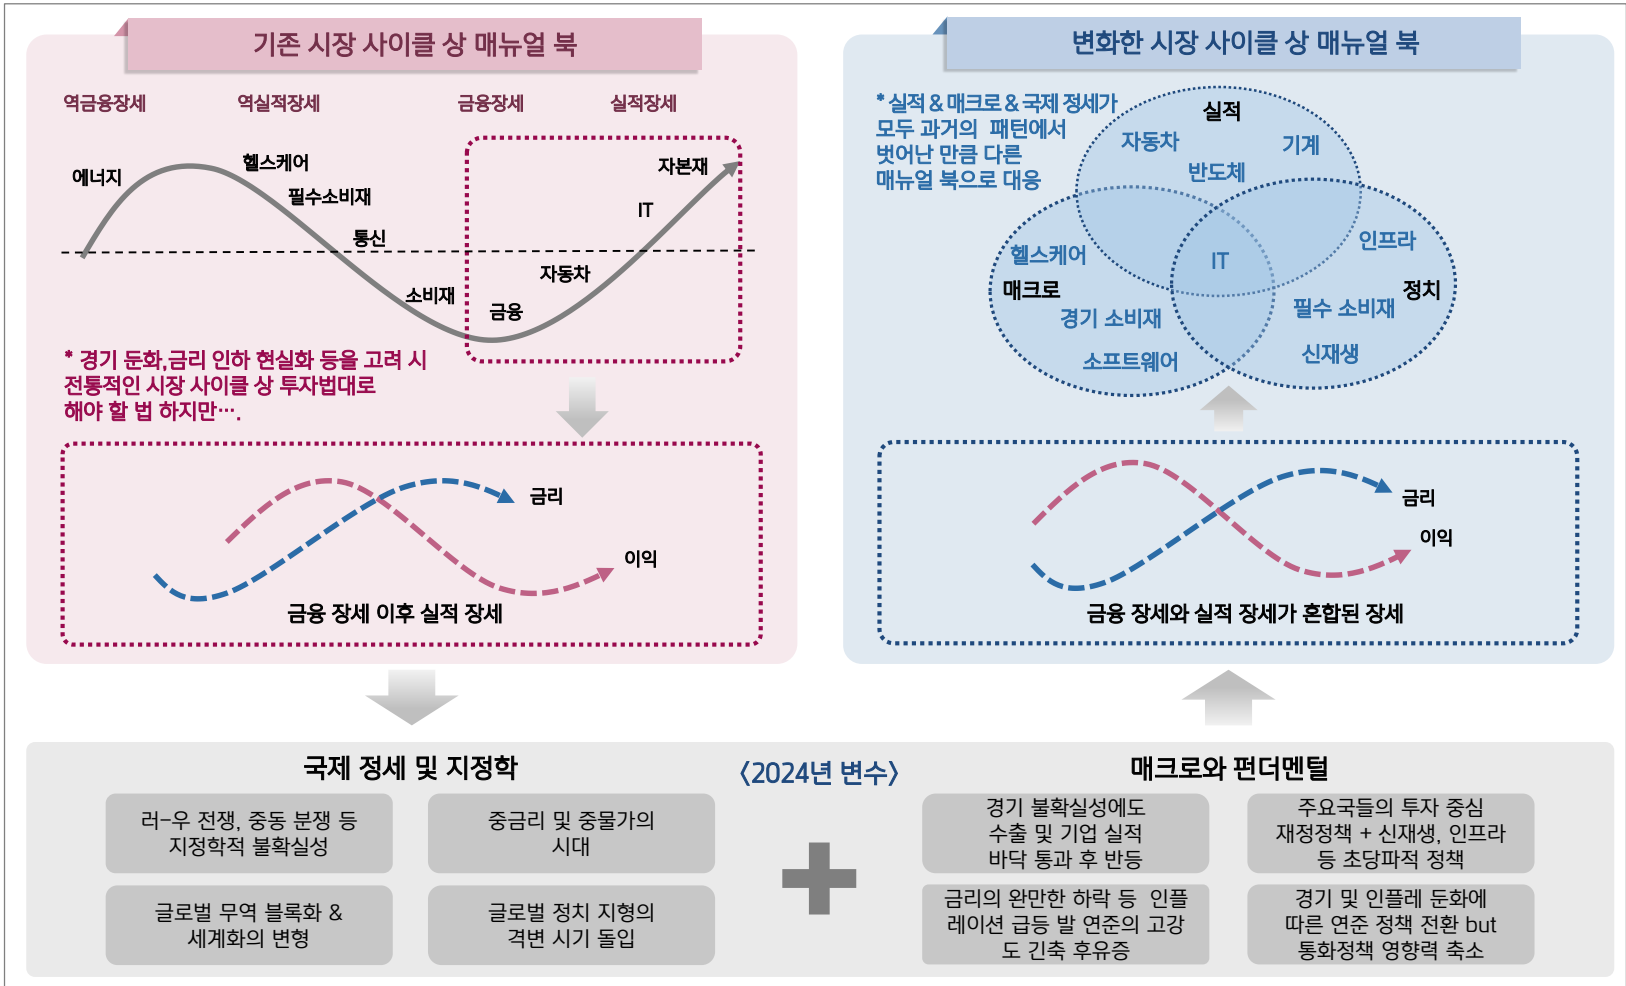 기존 시장 사이클 상 매뉴얼 북
역금융장세
역실적장세
금융장세
실적장세
에너지
헬스케어
필수소비재
통신
소비재
금융
자동차
IT
자본재
* 경기 둔화,금리 인하 현실화 등을 고려 시
전통적인 시장 사이클 상 투자법대로
해야 할 법 하지만….
금리
이익
금융 장세 이후 실적 장세
변화한 시장 사이클 상 매뉴얼 북
* 실적 & 매크로 & 국제 정세가
모두 과거의 패턴에서
벗어난 만큼 다른
매뉴얼 북으로 대응
실적
자동차
기계
반도체
헬스케어
매크로
경기 소비재
소프트웨어
IT
인프라
정치
필수 소비재
신재생
금리
이익
금융 장세와 실적 장세가 혼합된 장세
국제 정세 및 지정학
<2024년 변수>
매크로와 펀더멘털
러-우 전쟁, 중동 분쟁 등
지정학적 불확실성
중금리 및 중물가의
시대
글로벌 무역 블록화 &
세계화의 변형
글로벌 정치 지형의
격변 시기 돌입
경기 불확실성에도
수출 및 기업 실적
바닥 통과 후 반등
주요국들의 투자 중심
재정정책 + 신재생, 인프라
등 초당파적 정책
금리의 완만한 하락 등 인플
레이션 급등 발 연준의 고강
도 긴축 후유증
경기 및 인플레 둔화에
따른 연준 정책 전환 but
통화정책 영향력 축소